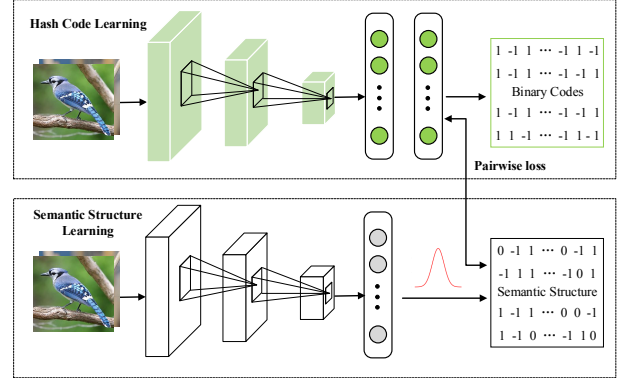 Hash Code Learning
1 -1 1 ··· -1 1 -1
1 -1 1 ··· -1 -1 1
Binary Codes
1 -1 1 ··· -1 -1 1
1 1 -1 ··· -1 1 -1
Pairwise loss
Semantic Structure
Learning
0 -1 1 ··· 0 -1 1
-1 1 1 ··· -1 0 1
Semantic Structure
1 -1 1 ··· 0 0 -1
1 -1 0 ··· -1 1 0